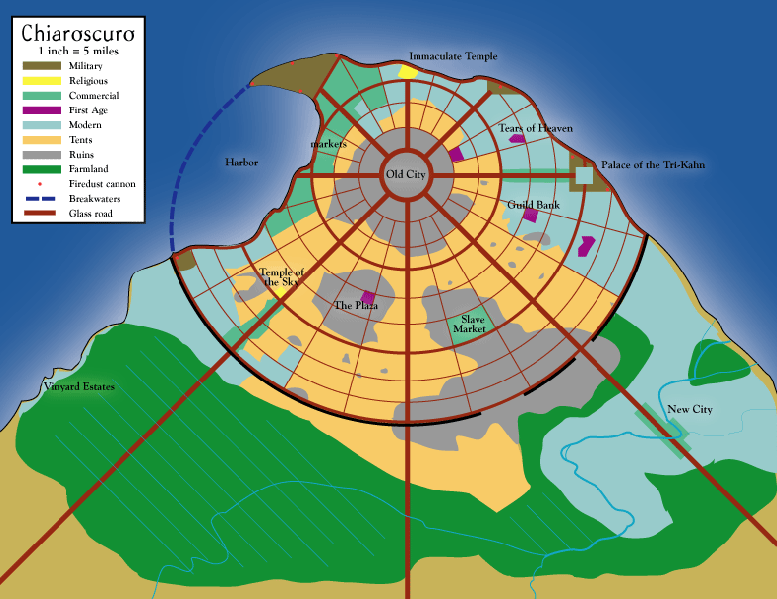 Chiaroscuro
1 inch = 5 miles
Military
Religious
Commercial
First Age
Modern
Tents
Ruins
Farmland
Firedust cannon
Breakwaters
Glass road
Immaculate Temple
Tears of Heaven
markets
Harbor
Palace of the Tri-Kahn
Old City
Guild Bank
Temple of
the Sky
The Plaza
Slave
Market
Vinyard Estates
New City